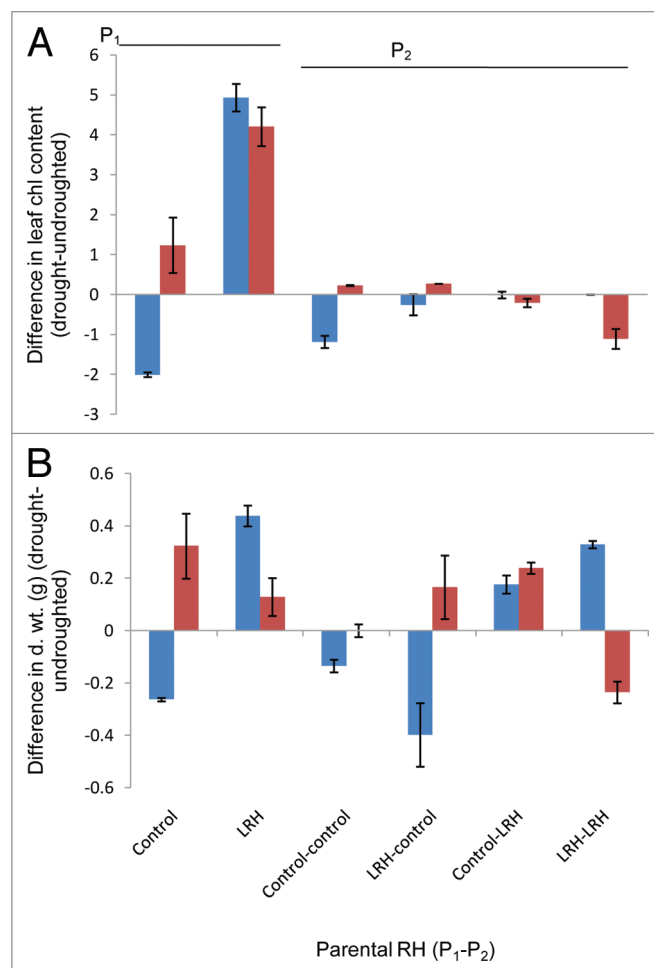 A
P₁
P₂
6
5
4
3
2
1
0
-1
-2
-3
Difference in leaf chl content
(drought-undroughted)
B
0.6
0.4
0.2
0
-0.2
-0.4
-0.6
Difference in d. wt. (g) (drought-
undroughted)
Control
LRH
Control-control
LRH-control
Control-LRH
LRH-LRH
Parental RH (P₁-P₂)